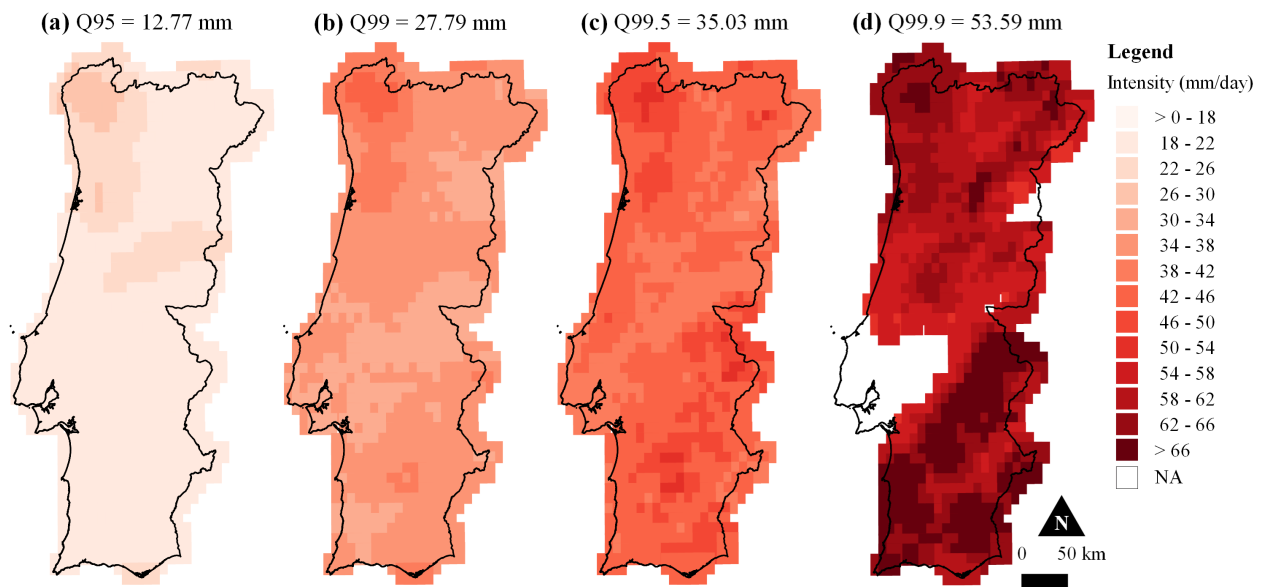 (a) Q95 = 12.77 mm
(b) Q99 = 27.79 mm
(c) Q99.5 = 35.03 mm
(d) Q99.9 = 53.59 mm
Legend
Intensity (mm/day)
> 0 - 18
18 - 22
22 - 26
26 - 30
30 - 34
34 - 38
38 - 42
42 - 46
46 - 50
50 - 54
54 - 58
58 - 62
62 - 66
> 66
NA
N
0 50 km